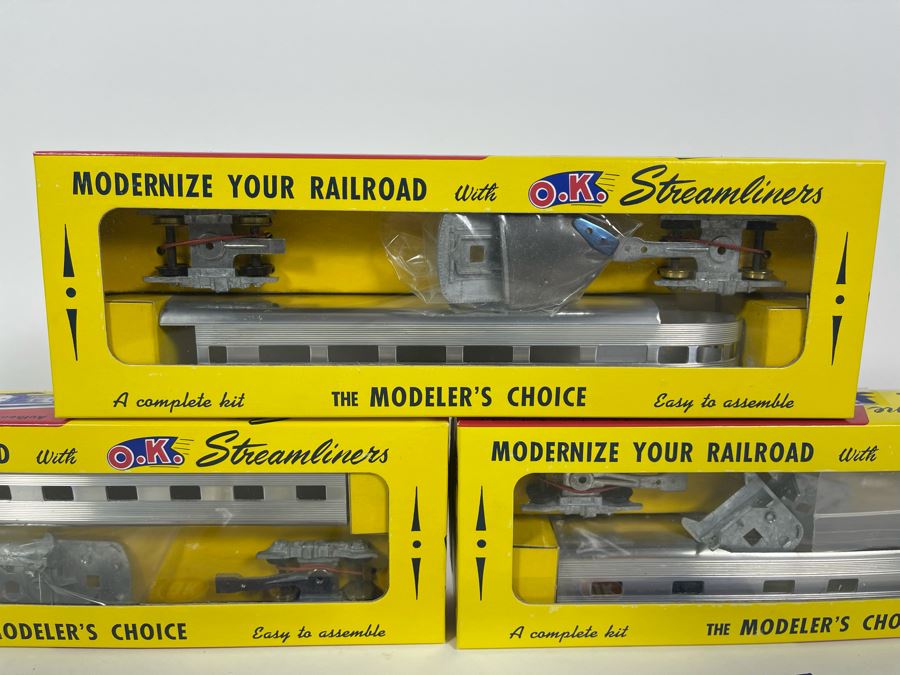 MODERNIZE YOUR RAILROAD With O.K. Streamliners
A complete kit THE MODELER'S CHOICE Easy to assemble
With O.K. Streamliners
MODELER'S CHOICE Easy to assemble
MODERNIZE YOUR RAILROAD With
A complete kit THE MODELER'S CHO